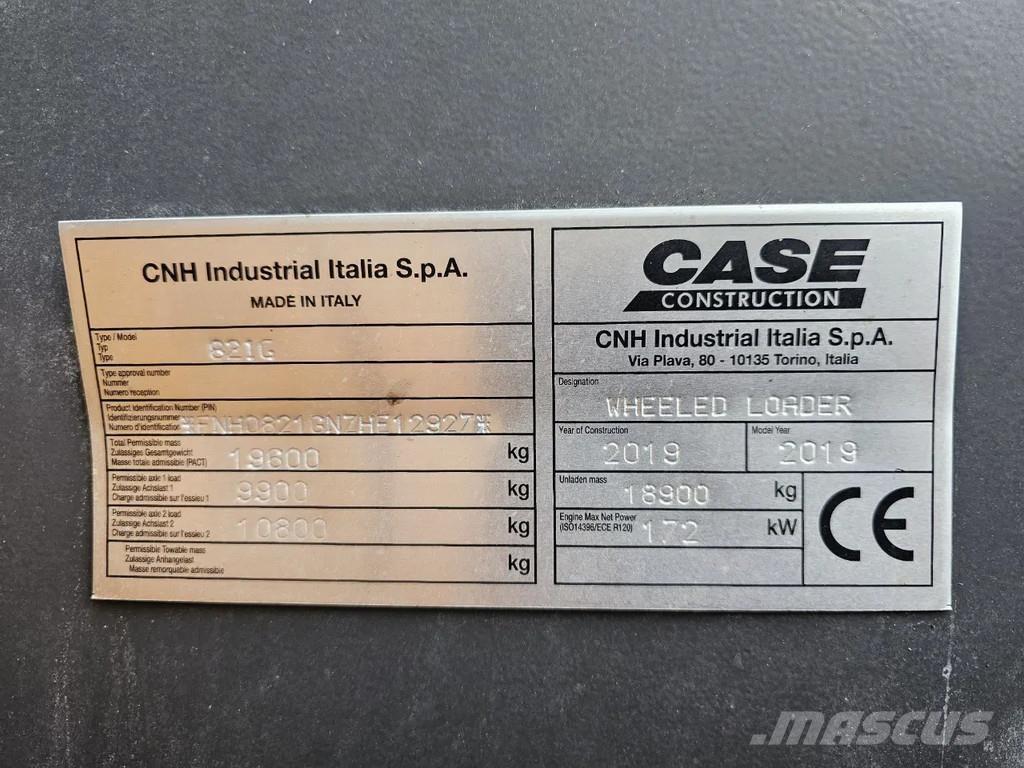 CNH Industrial Italia S.p.A.
MADE IN ITALY
Type / Model
Typ
Type
821G
Type approval number
Nummer
Numero reception
Product Identification Number (PIN)
Identifizierungsnummer
Numero d'identification
*FNH0821GNZHE12927*
Total Permissible mass
Zulassiges Gesamtgewicht
Masse totale admissible (PACT)
19600 kg
Permissible axle 1 load
Zulassige Achslast 1
Charge admissible sur l'essieu 1
9900 kg
Permissible axle 2 load
Zulassige Achslast 2
Charge admissible sur l'essieu 2
10800 kg
Permissible Towable mass
Zulassige Anhangelast
Masse remorquable admissible
kg
CASE
CONSTRUCTION
CNH Industrial Italia S.p.A.
Via Plava, 80 - 10135 Torino, Italia
Designation
WHEELED LOADER
Year of Construction
2019
Model Year
2019
Unladen mass
18900 kg
Engine Max Net Power
(ISO14396/ECE R120)
172 kW
CE
mascus